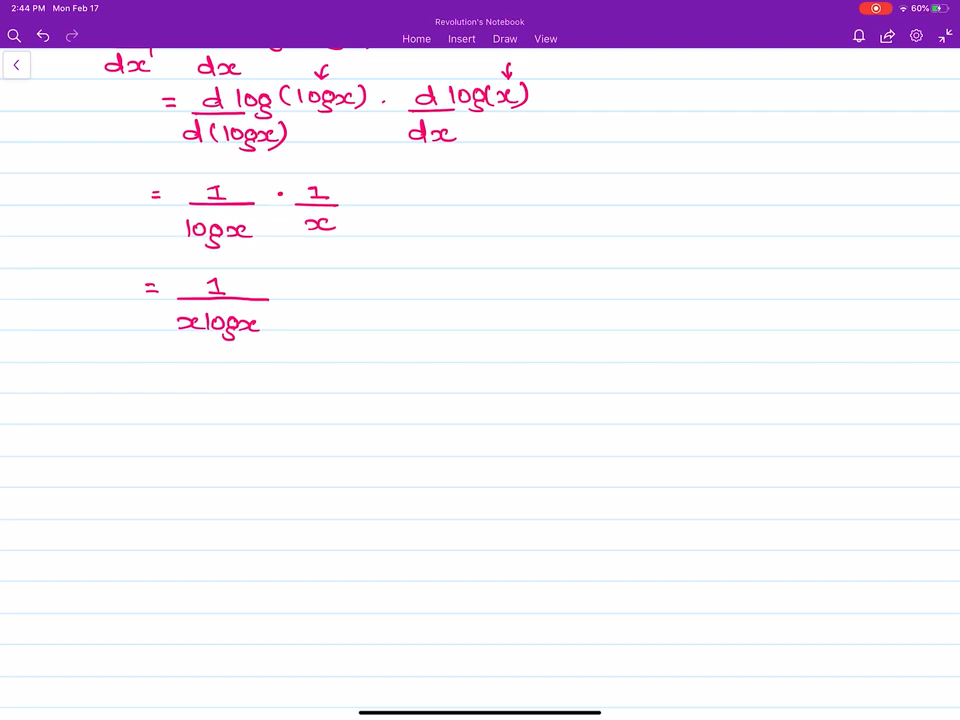 2:44 PM Mon Feb 17
60%
Revolution's Notebook
Home Insert Draw View
dx dx
= d log(logx) . d log(x)
d(logx) dx
= 1 . 1
logx x
= 1
xlogx